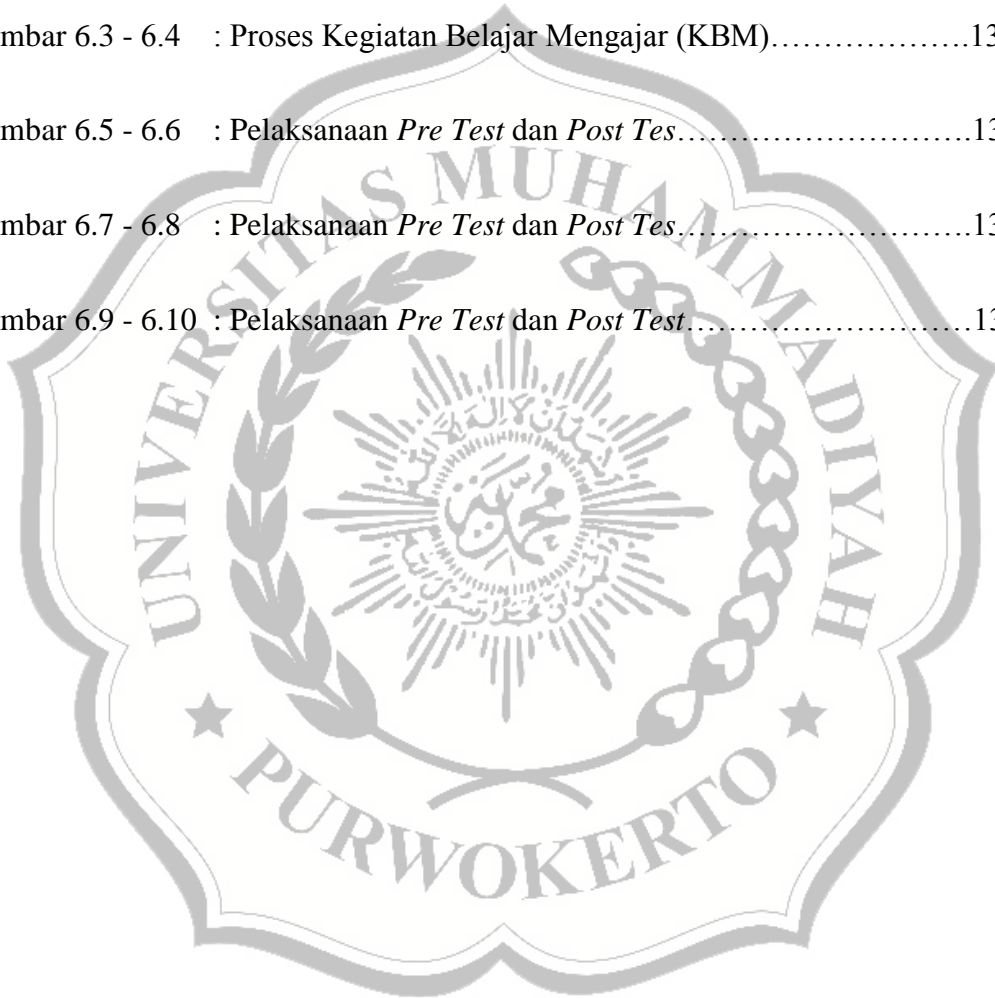 mbar 6.3 - 6.4 : Proses Kegiatan Belajar Mengajar (KBM)………………13
mbar 6.5 - 6.6 : Pelaksanaan Pre Test dan Post Tes………………………13
mbar 6.7 - 6.8 : Pelaksanaan Pre Test dan Post Tes………………………13
mbar 6.9 - 6.10 : Pelaksanaan Pre Test dan Post Test………………………13
UNIVERSITAS MUHAMMADIYAH
PURWOKERTO